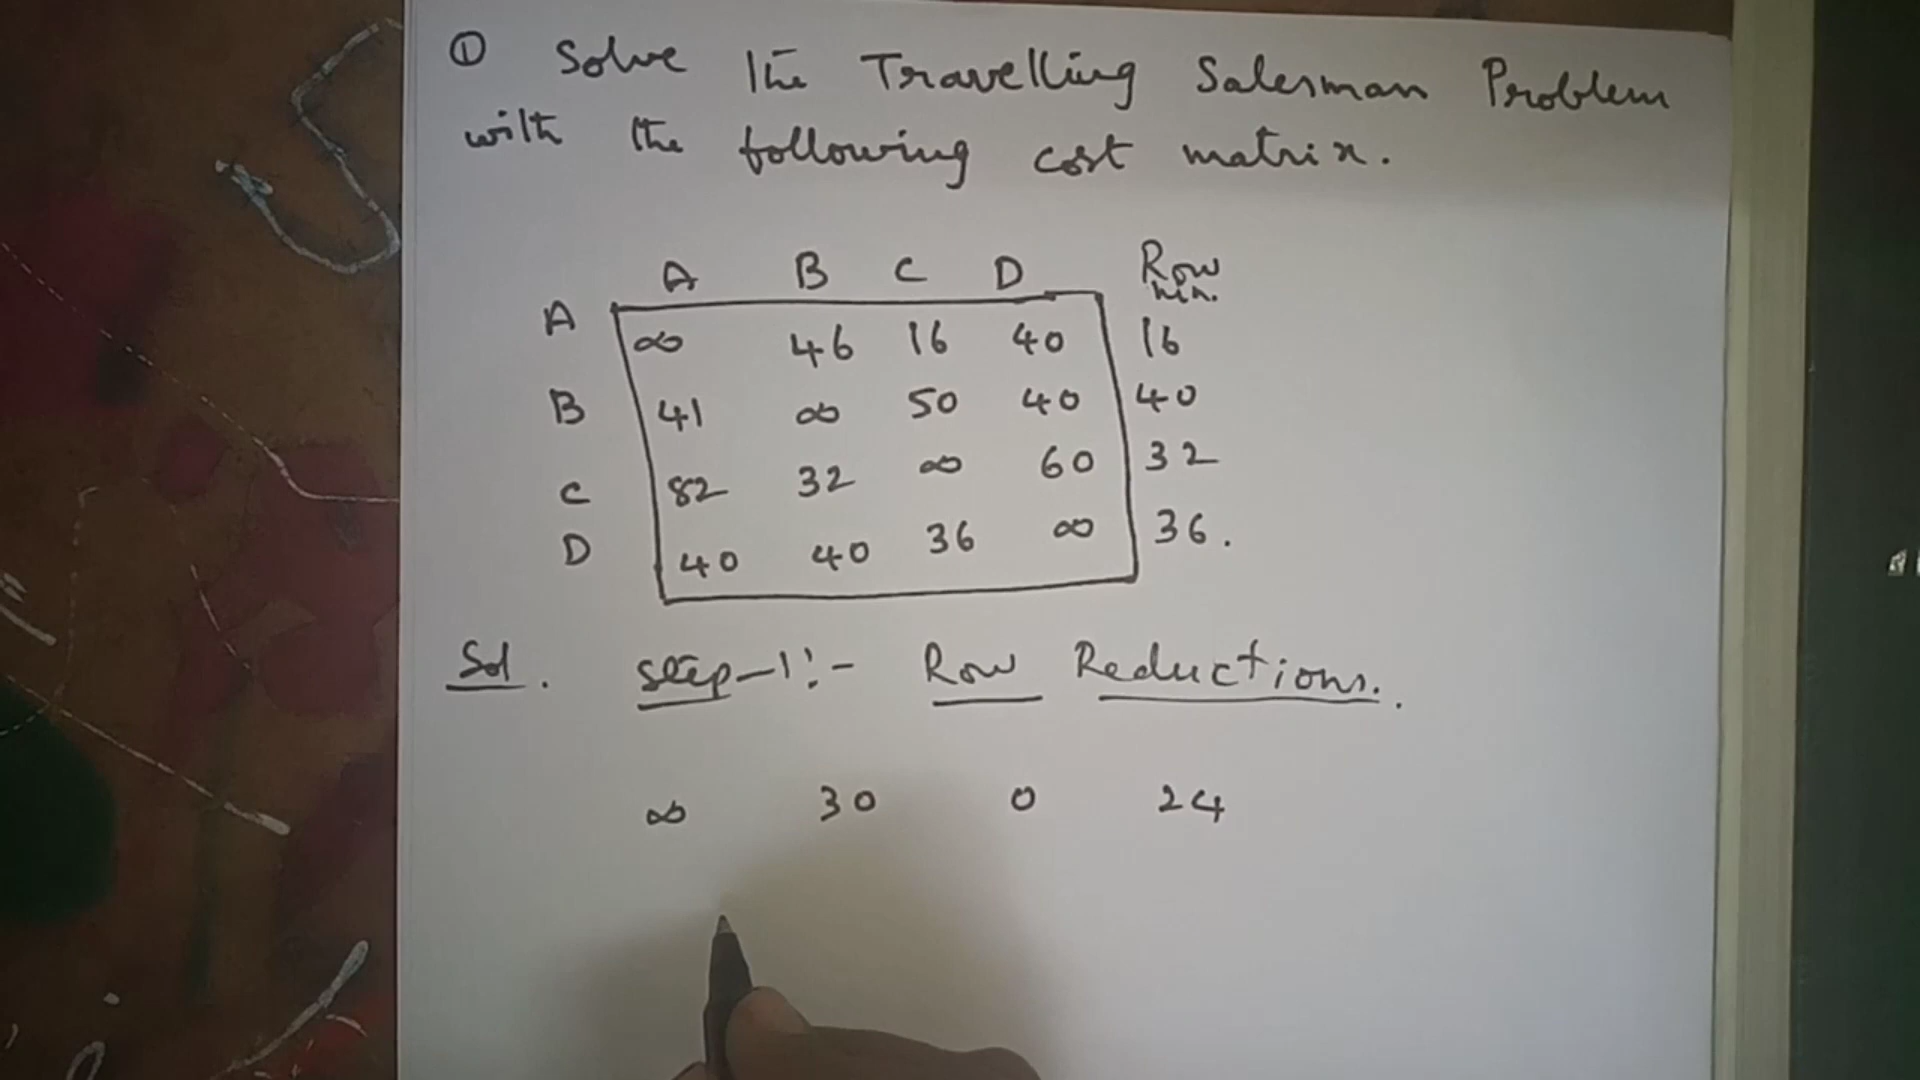 ① Solve the Travelling Salesman Problem
with the following cost matrix.
A B C D Row
min.
A ∞ 46 16 40 16
B 41 ∞ 50 40 40
C 82 32 ∞ 60 32
D 40 40 36 ∞ 36.
Sol. Step-1:- Row Reductions.
∞ 30 0 24